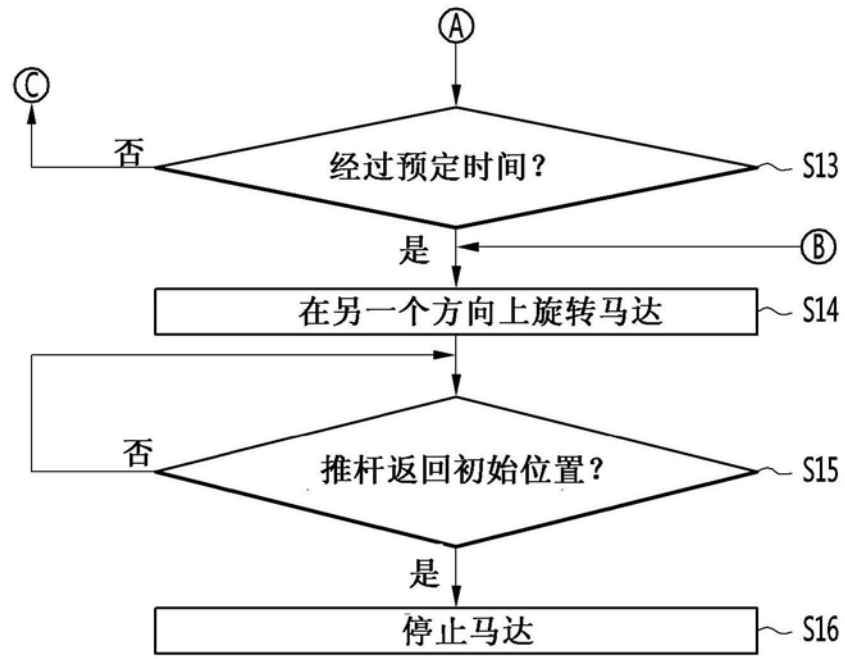 A
C
否
经过预定时间?
S13
是
B
在另一个方向上旋转马达
S14
否
推杆返回初始位置?
S15
是
停止马达
S16